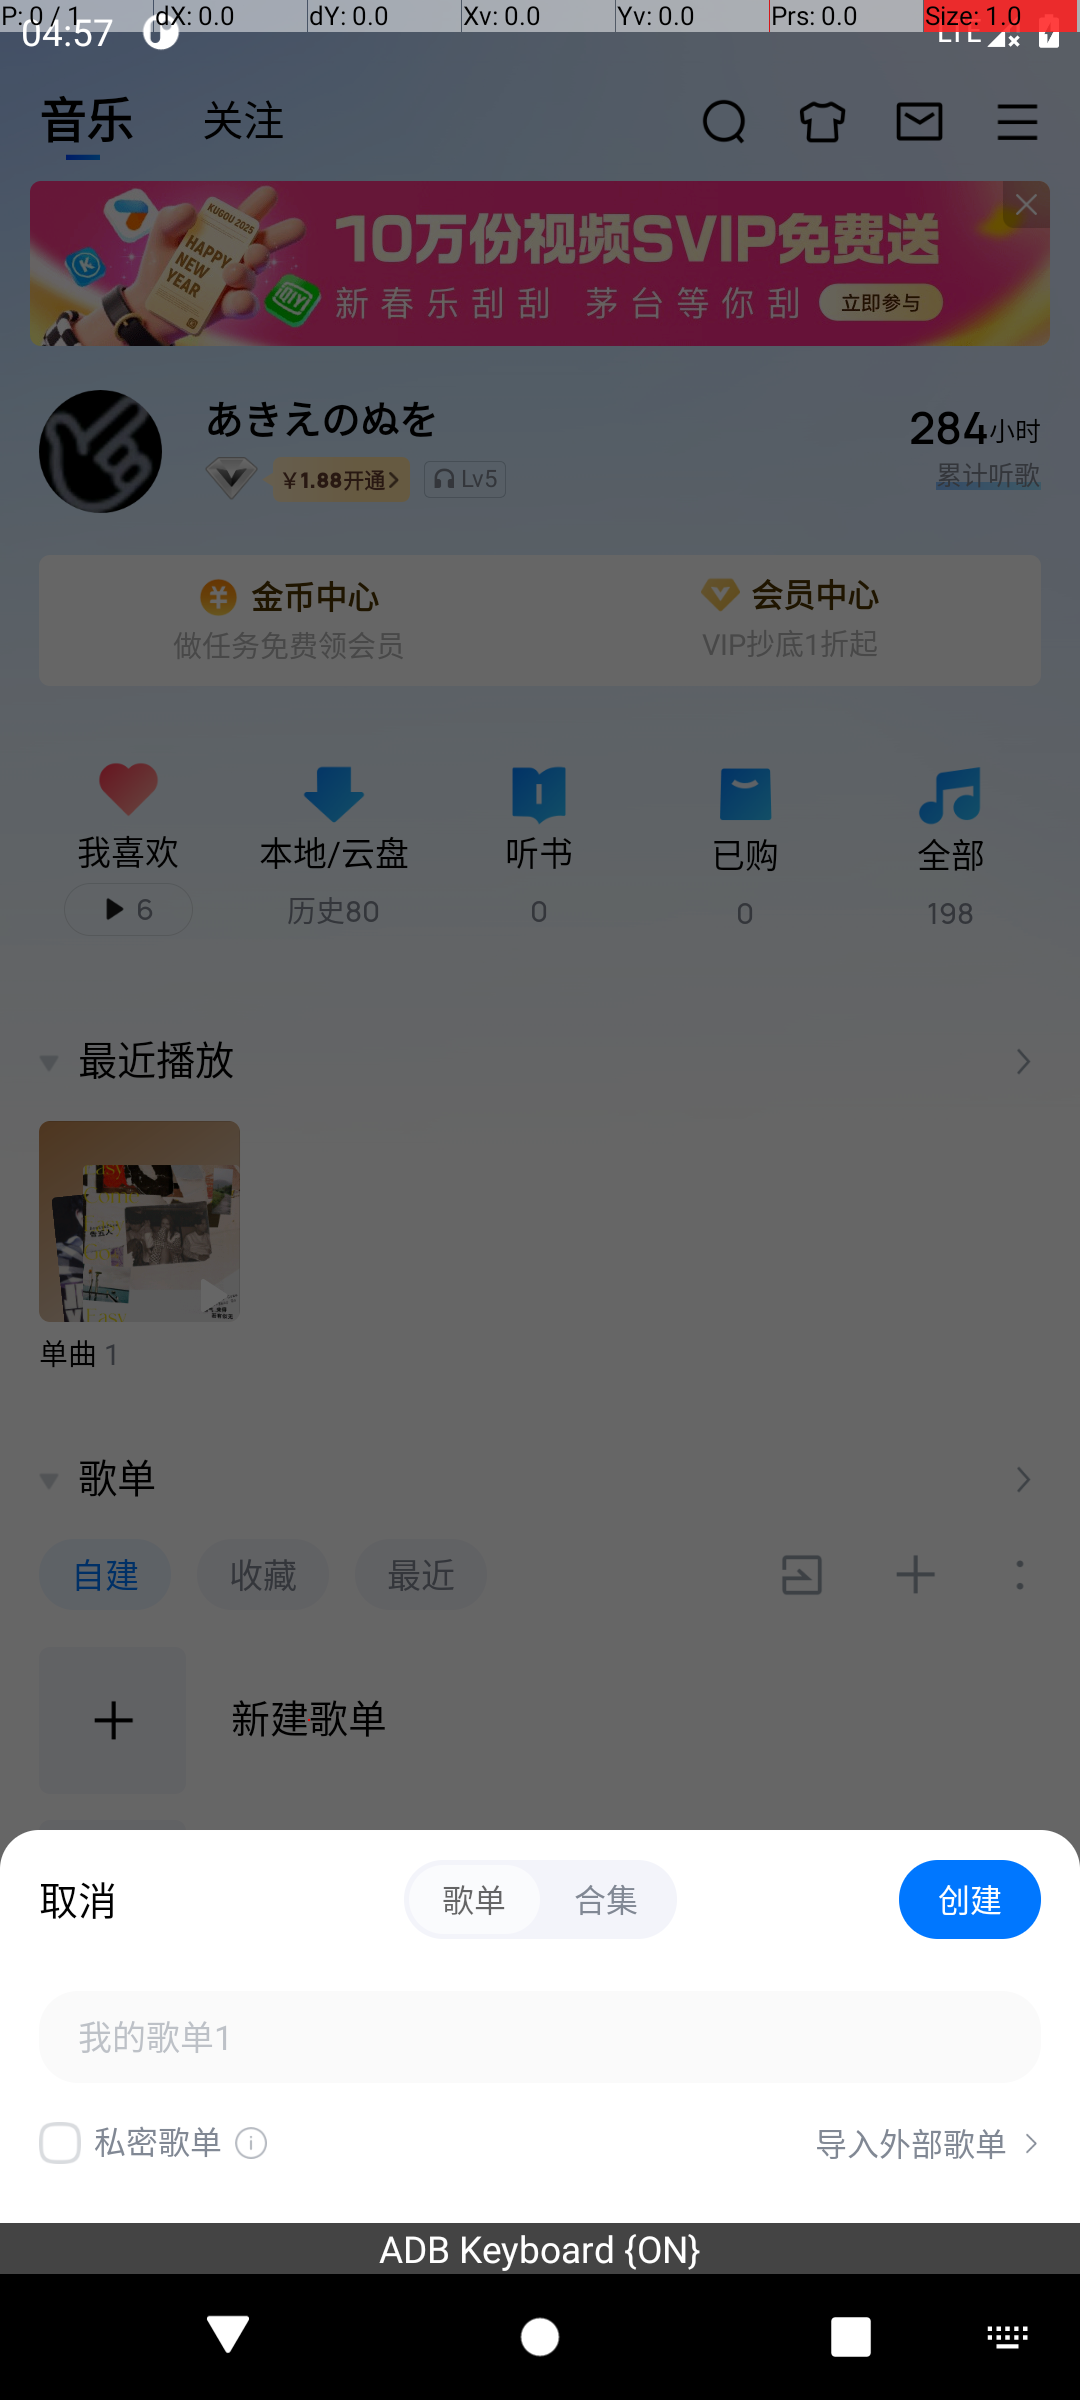 P: 0 / 1 dX: 0.0 dY: 0.0 Xv: 0.0 Yv: 0.0 Prs: 0.0 Size: 1.0
04:57 LTE
音乐 关注
KUGOU 2025
HAPPY NEW YEAR
10万份视频SVIP免费送
新春乐刮刮 茅台等你刮 立即参与
あきえのぬを
¥1.88开通 Lv5
284小时
累计听歌
金币中心
做任务免费领会员
会员中心
VIP抄底1折起
我喜欢 本地/云盘 听书 已购 全部
6 历史80 0 0 198
最近播放
单曲 1
歌单
自建 收藏 最近
新建歌单
取消 歌单 合集 创建
我的歌单1
私密歌单 导入外部歌单
ADB Keyboard {ON}